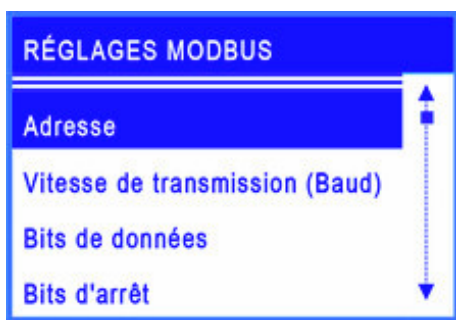 RÉGLAGES MODBUS
Adresse
Vitesse de transmission (Baud)
Bits de données
Bits d'arrêt